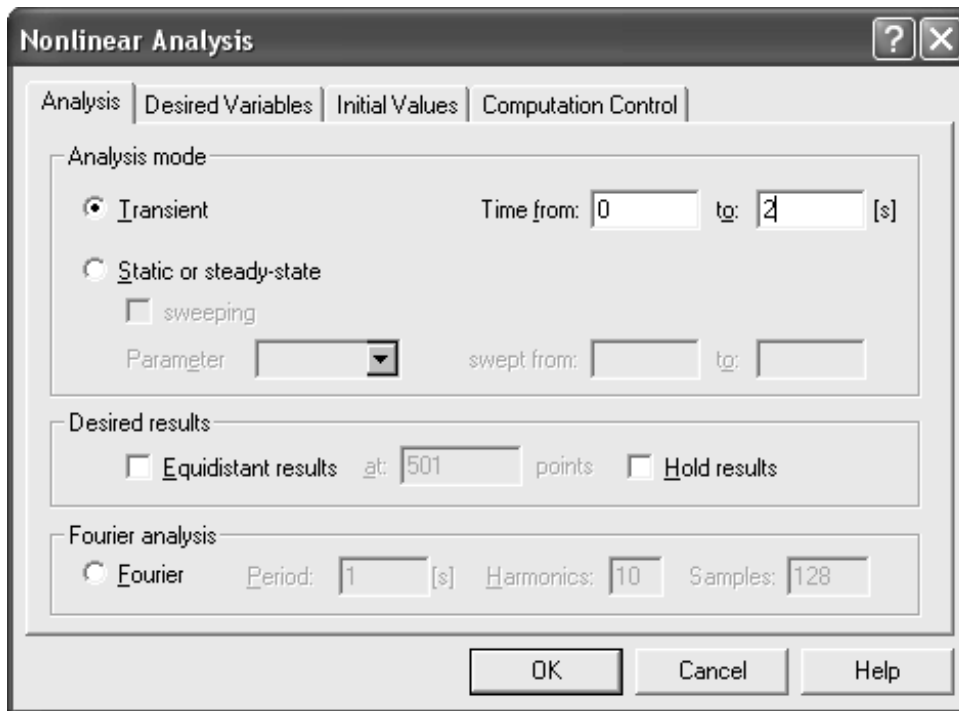 Nonlinear Analysis
Analysis Desired Variables Initial Values Computation Control
Analysis mode
Transient Time from: 0 to: 2 [s]
Static or steady-state
sweeping
Parameter swept from: to:
Desired results
Equidistant results at: 501 points Hold results
Fourier analysis
Fourier Period: 1 [s] Harmonics: 10 Samples: 128
OK Cancel Help